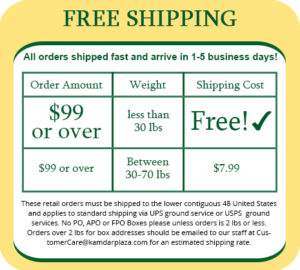 FREE SHIPPING
All orders shipped fast and arrive in 1-5 business days!
Order Amount Weight Shipping Cost
$99 or over less than 30 lbs Free!✓
$99 or over Between 30-70 lbs $7.99
These retail orders must be shipped to the lower contiguous 48 United States
and applies to standard shipping via UPS ground service or USPS ground
services. No PO, APO or FPO Boxes please unless orders is 2 lbs or less.
Orders over 2 lbs for box addresses should be emailed to our staff at Cus-
tomerCare@kamdarplaza.com for an estimated shipping rate.